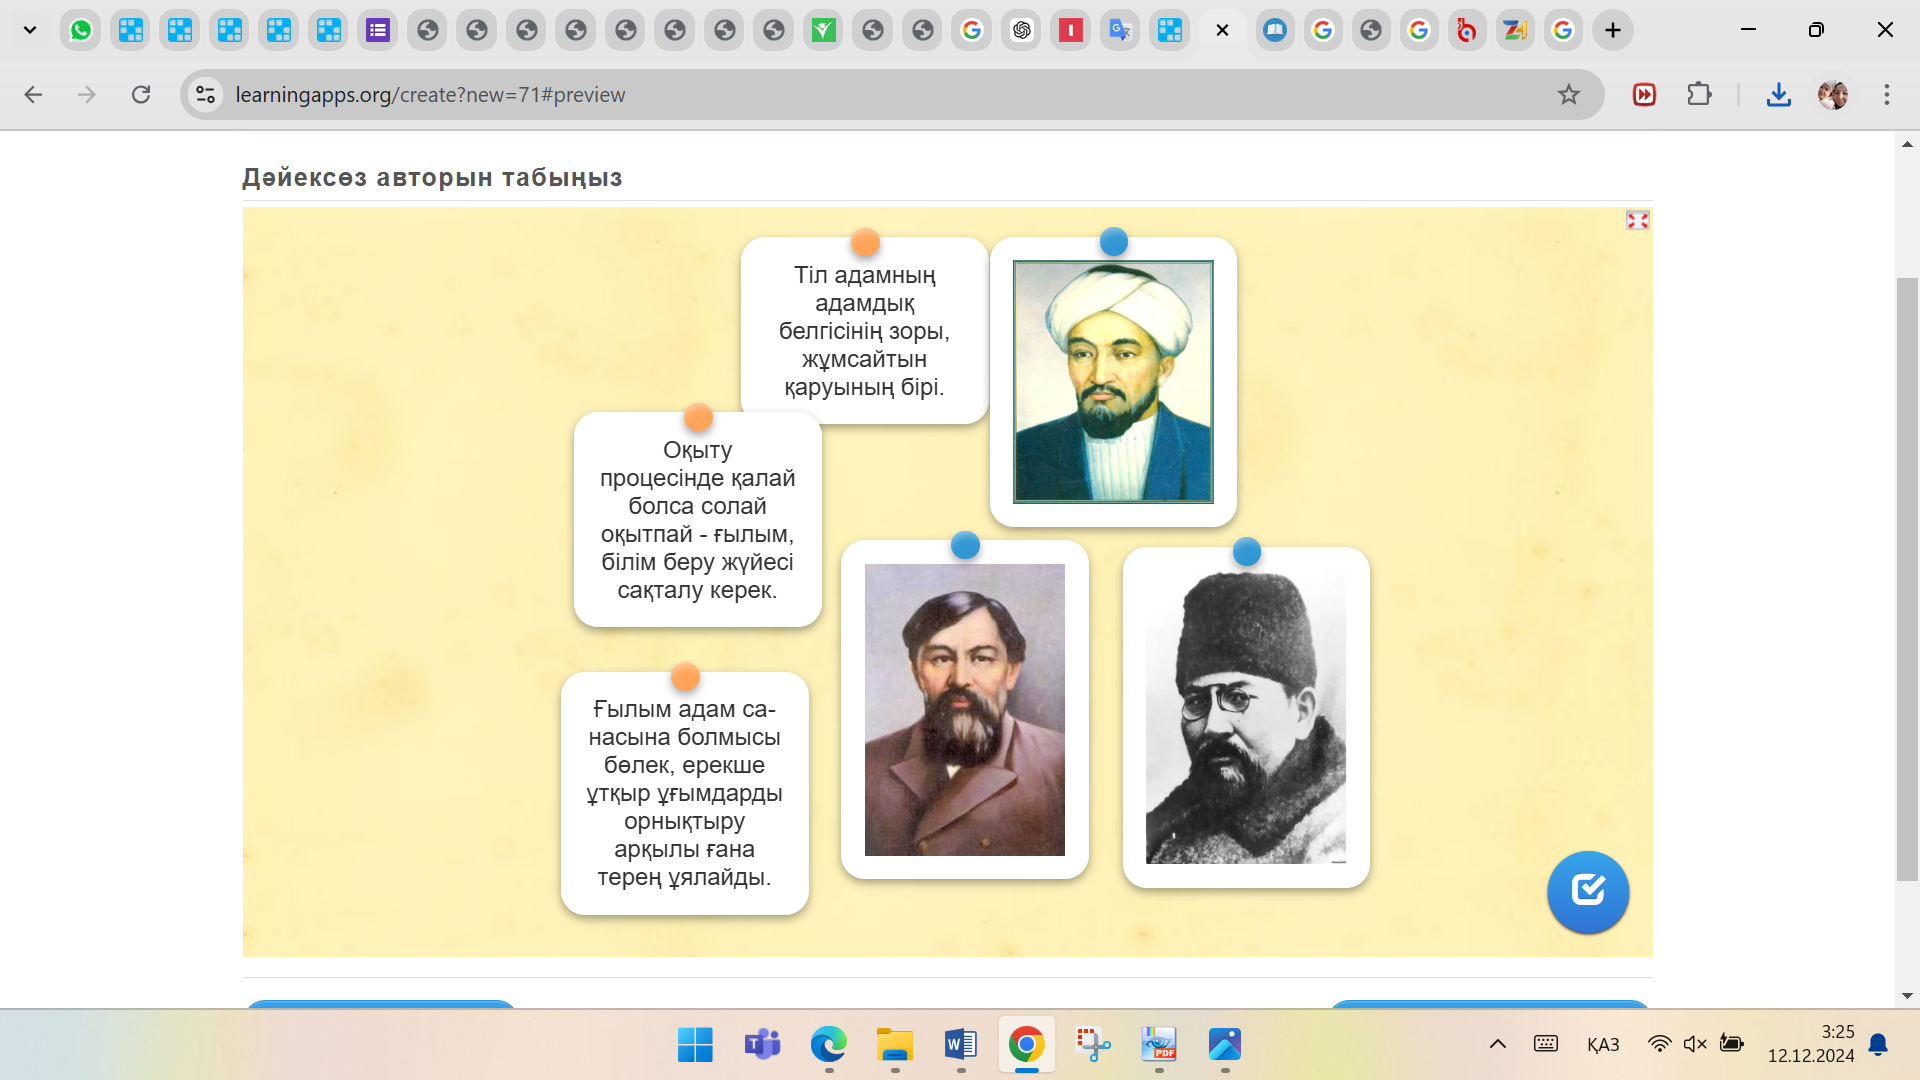 learningapps.org/create?new=71#preview
Дәйексөз авторын табыңыз
Тіл адамның
адамдық
белгісінің зоры,
жұмсайтын
қаруының бірі.
Оқыту
процесінде қалай
болса солай
оқытпай - ғылым,
білім беру жүйесі
сақталу керек.
Ғылым адам са-
насына болмысы
бөлек, ерекше
ұтқыр ұғымдарды
орнықтыру
арқылы ғана
терең ұялайды.
ҚАЗ
3:25
12.12.2024